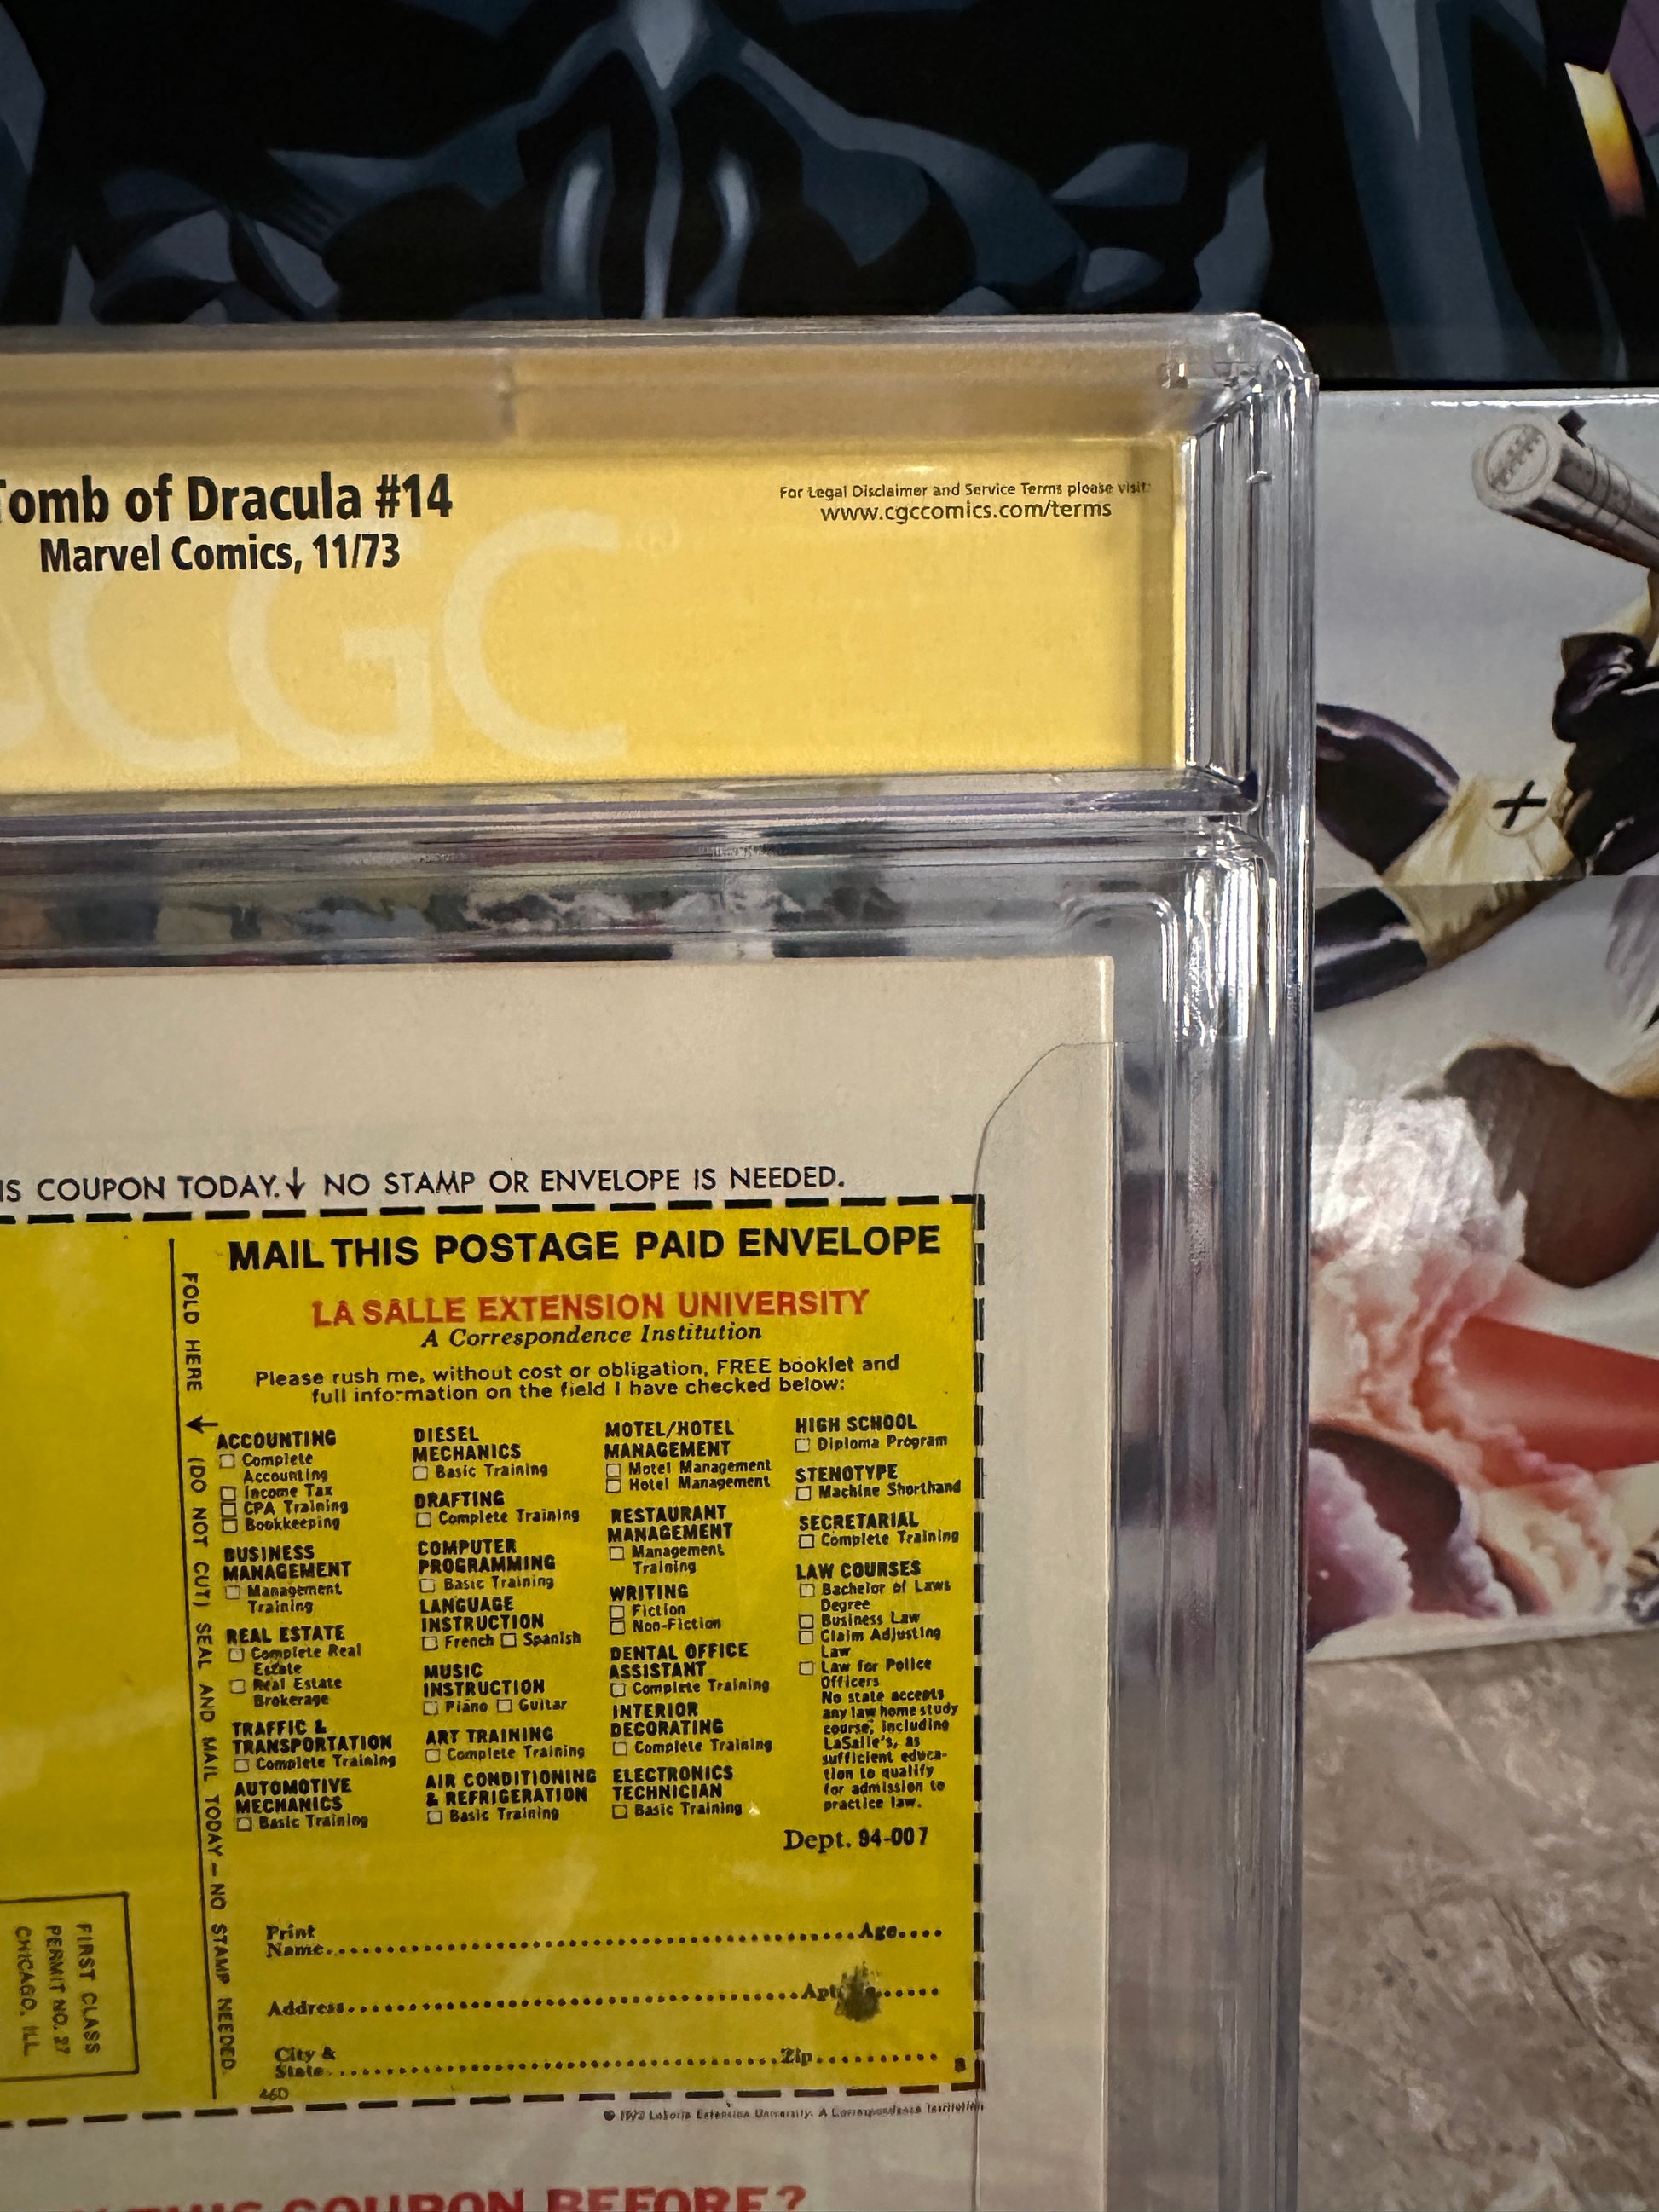 Tomb of Dracula #14
Marvel Comics, 11/73
For Legal Disclaimer and Service Terms please visit:
www.cgccomics.com/terms
CGC
IS COUPON TODAY.↓ NO STAMP OR ENVELOPE IS NEEDED.
FOLD HERE ↓ (DO NOT CUT) SEAL AND MAIL TODAY – NO STAMP NEEDED.
MAIL THIS POSTAGE PAID ENVELOPE
LA SALLE EXTENSION UNIVERSITY
A Correspondence Institution
Please rush me, without cost or obligation, FREE booklet and
full information on the field I have checked below:
ACCOUNTING
Complete
Accounting
Income Tax
CPA Training
Bookkeeping
BUSINESS
MANAGEMENT
Management
Training
REAL ESTATE
Complete Real
Estate
Real Estate
Brokerage
TRAFFIC &
TRANSPORTATION
Complete Training
AUTOMOTIVE
MECHANICS
Basic Training
DIESEL
MECHANICS
Basic Training
DRAFTING
Complete Training
COMPUTER
PROGRAMMING
Basic Training
LANGUAGE
INSTRUCTION
French Spanish
MUSIC
INSTRUCTION
Piano Guitar
ART TRAINING
Complete Training
AIR CONDITIONING
& REFRIGERATION
Basic Training
MOTEL/HOTEL
MANAGEMENT
Motel Management
Hotel Management
RESTAURANT
MANAGEMENT
Management
Training
WRITING
Fiction
Non-Fiction
DENTAL OFFICE
ASSISTANT
Complete Training
INTERIOR
DECORATING
Complete Training
ELECTRONICS
TECHNICIAN
Basic Training
HIGH SCHOOL
Diploma Program
STENOTYPE
Machine Shorthand
SECRETARIAL
Complete Training
LAW COURSES
Bachelor of Laws
Degree
Business Law
Claim Adjusting
Law
Law for Police
Officers
No state accepts
any law home study
course, including
LaSalle's, as
sufficient educa-
tion to qualify
for admission to
practice law.
Dept. 94-007
Print
Name Age
Address Apt
City &
State Zip
460
FIRST CLASS
PERMIT NO. 27
CHICAGO, ILL.
Extension University. A Correspondence Institution
THIS COUPON BEFORE?